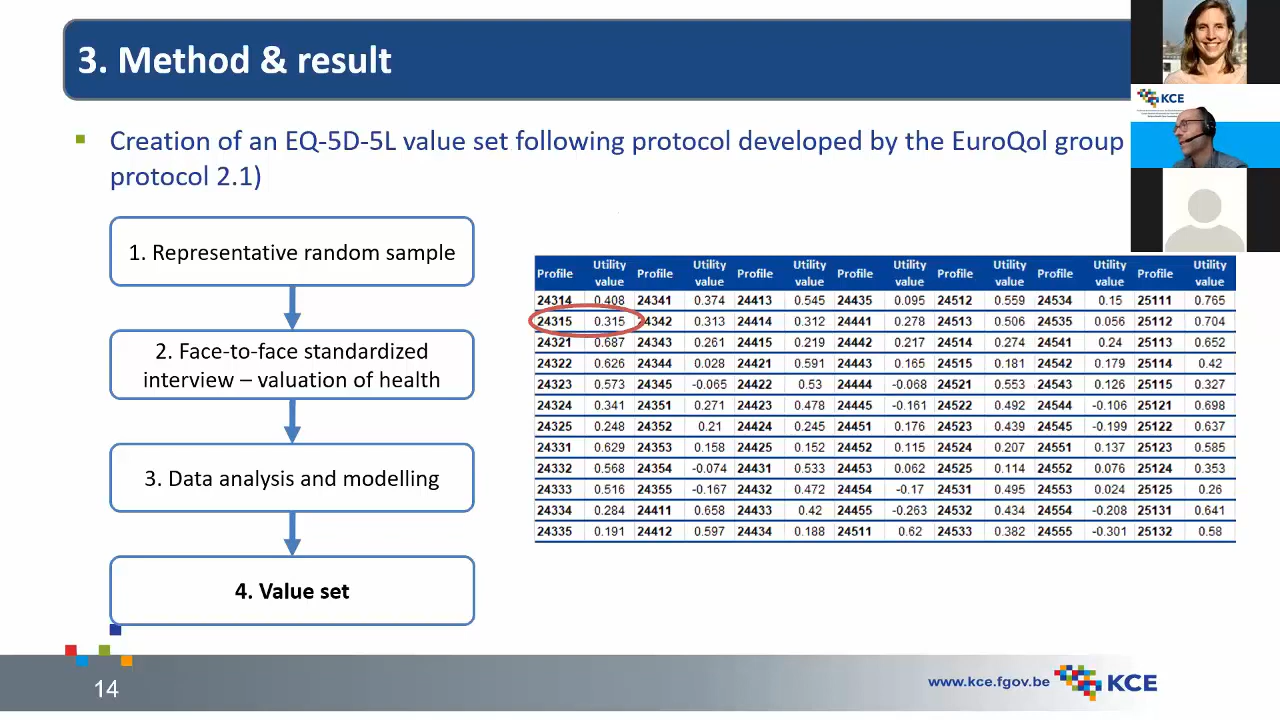 3. Method & result
KCE
Creation of an EQ-5D-5L value set following protocol developed by the EuroQol group
protocol 2.1)
1. Representative random sample
2. Face-to-face standardized
interview – valuation of health
3. Data analysis and modelling
4. Value set
Profile Utility value Profile Utility value Profile Utility value Profile Utility value Profile Utility value Profile Utility value Profile Utility value
24314 0.408 24341 0.374 24413 0.545 24435 0.095 24512 0.559 24534 0.15 25111 0.765
24315 0.315 24342 0.313 24414 0.312 24441 0.278 24513 0.506 24535 0.056 25112 0.704
24321 0.687 24343 0.261 24415 0.219 24442 0.217 24514 0.274 24541 0.24 25113 0.652
24322 0.626 24344 0.028 24421 0.591 24443 0.165 24515 0.181 24542 0.179 25114 0.42
24323 0.573 24345 -0.065 24422 0.53 24444 -0.068 24521 0.553 24543 0.126 25115 0.327
24324 0.341 24351 0.271 24423 0.478 24445 -0.161 24522 0.492 24544 -0.106 25121 0.698
24325 0.248 24352 0.21 24424 0.245 24451 0.176 24523 0.439 24545 -0.199 25122 0.637
24331 0.629 24353 0.158 24425 0.152 24452 0.115 24524 0.207 24551 0.137 25123 0.585
24332 0.568 24354 -0.074 24431 0.533 24453 0.062 24525 0.114 24552 0.076 25124 0.353
24333 0.516 24355 -0.167 24432 0.472 24454 -0.17 24531 0.495 24553 0.024 25125 0.26
24334 0.284 24411 0.658 24433 0.42 24455 -0.263 24532 0.434 24554 -0.208 25131 0.641
24335 0.191 24412 0.597 24434 0.188 24511 0.62 24533 0.382 24555 -0.301 25132 0.58
14
www.kce.fgov.be KCE